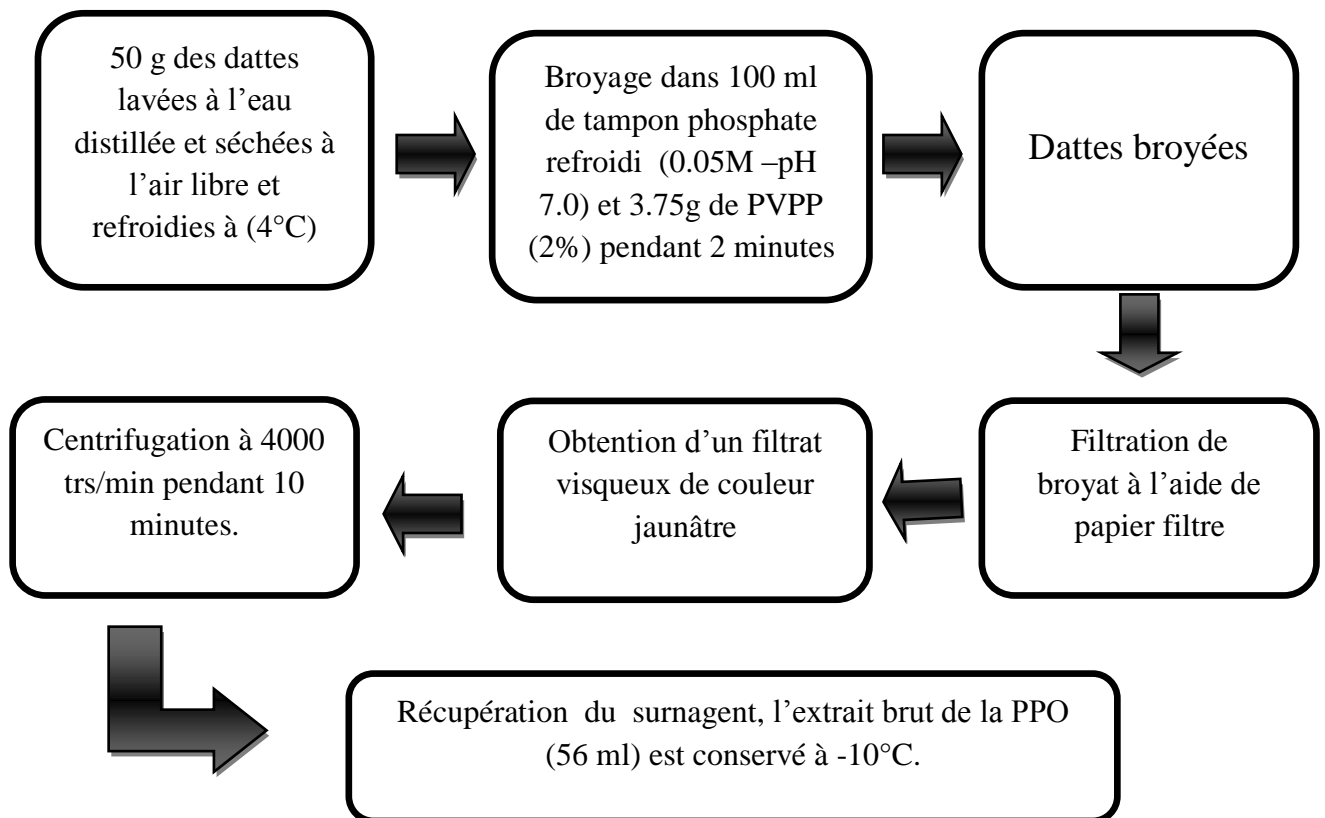 50 g des dattes
lavées à l’eau
distillée et séchées à
l’air libre et
refroidies à (4°C)
Broyage dans 100 ml
de tampon phosphate
refroidi (0.05M –pH
7.0) et 3.75g de PVPP
(2%) pendant 2 minutes
Dattes broyées
Filtration de
broyat à l’aide de
papier filtre
Obtention d’un filtrat
visqueux de couleur
jaunâtre
Centrifugation à 4000
trs/min pendant 10
minutes.
Récupération du surnagent, l’extrait brut de la PPO
(56 ml) est conservé à -10°C.